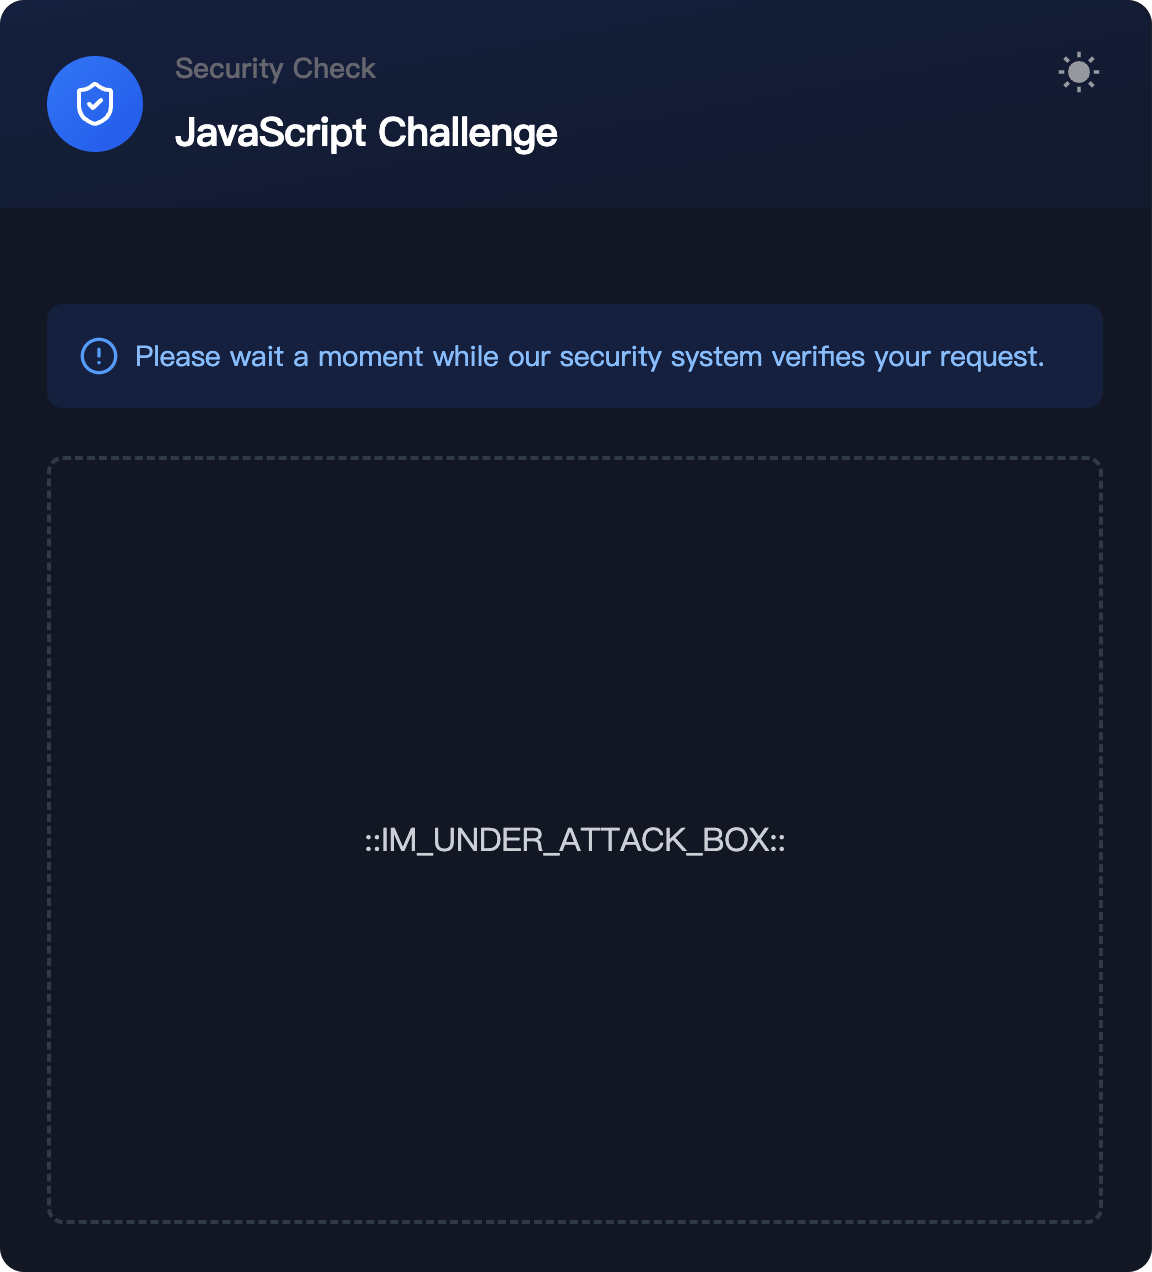 Security Check
JavaScript Challenge
Please wait a moment while our security system verifies your request.
::IM_UNDER_ATTACK_BOX::